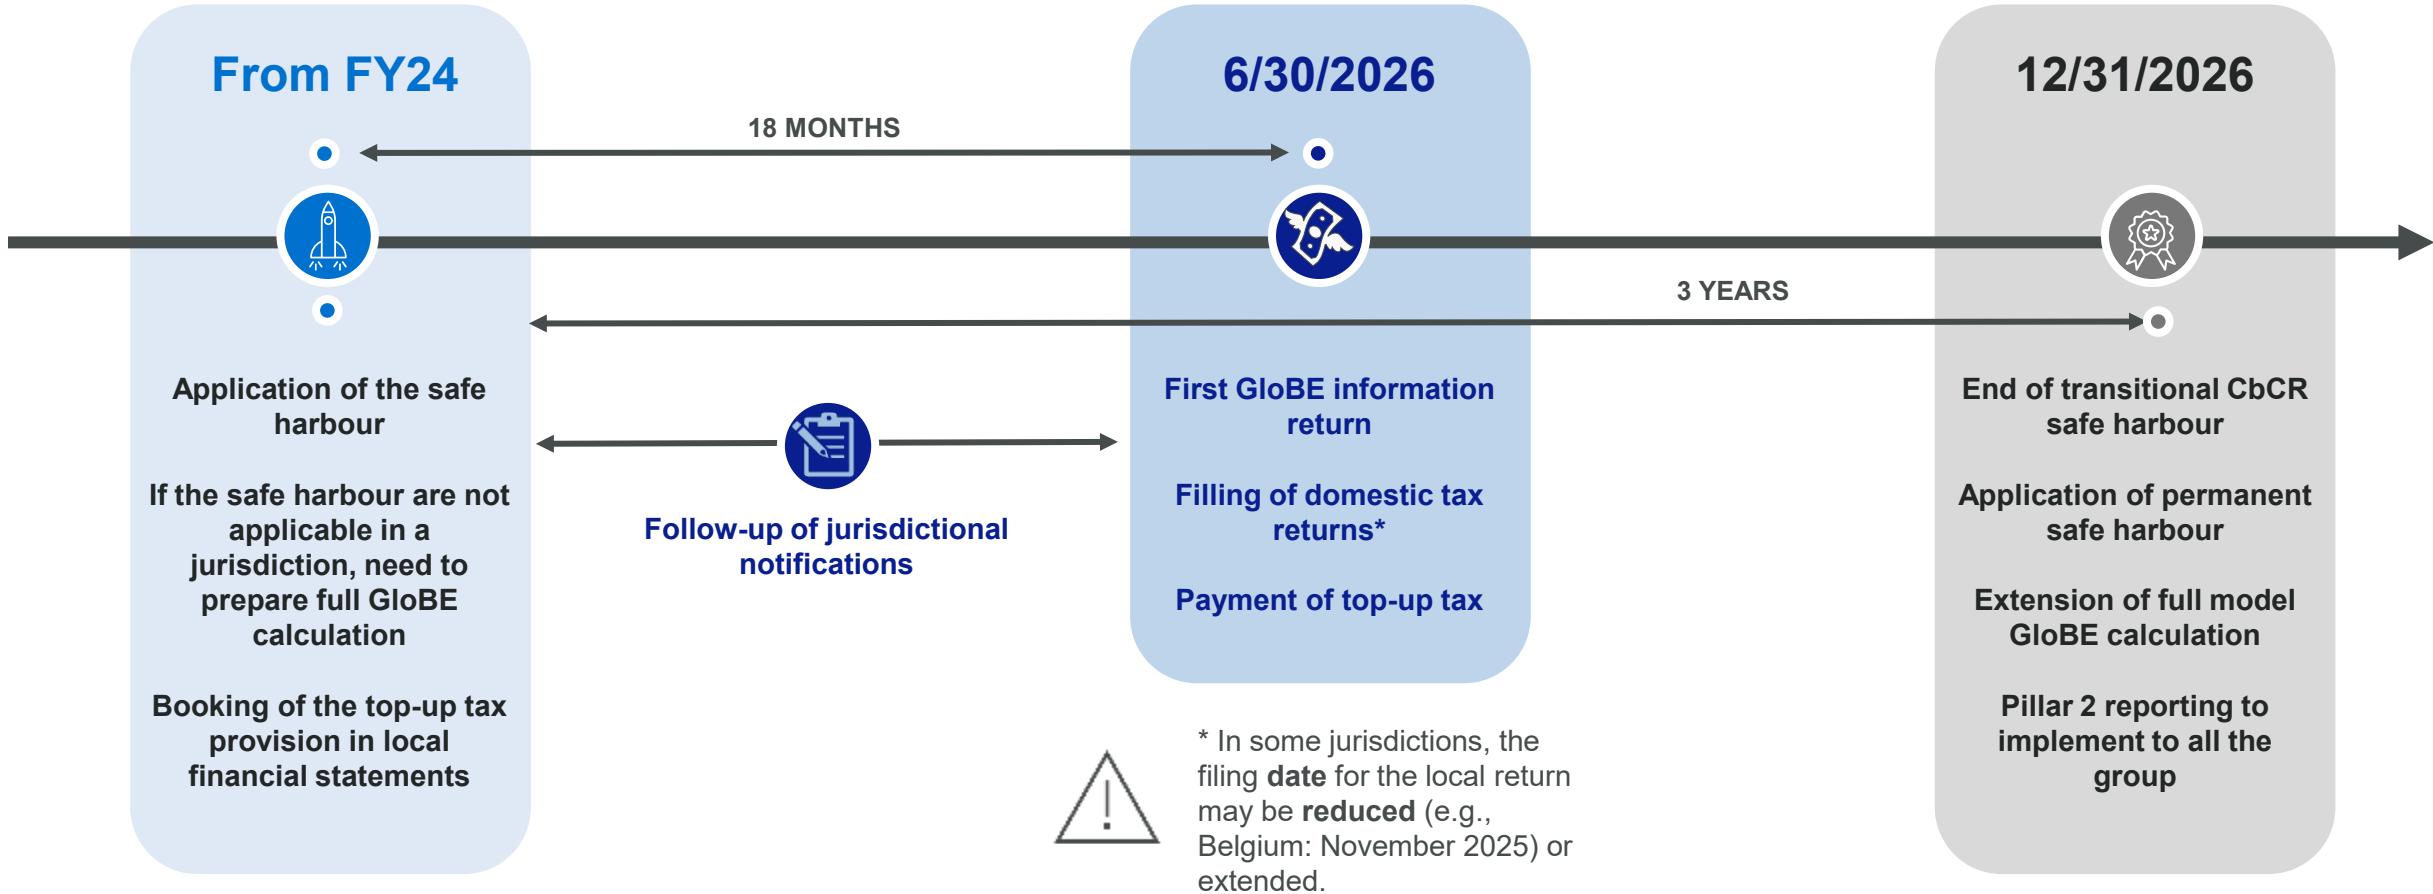 From FY24
6/30/2026
12/31/2026
18 MONTHS
3 YEARS
Application of the safe
harbour
If the safe harbour are not
applicable in a
jurisdiction, need to
prepare full GloBE
calculation
Booking of the top-up tax
provision in local
financial statements
Follow-up of jurisdictional
notifications
First GloBE information
return
Filling of domestic tax
returns*
Payment of top-up tax
* In some jurisdictions, the
filing date for the local return
may be reduced (e.g.,
Belgium: November 2025) or
extended.
End of transitional CbCR
safe harbour
Application of permanent
safe harbour
Extension of full model
GloBE calculation
Pillar 2 reporting to
implement to all the
group